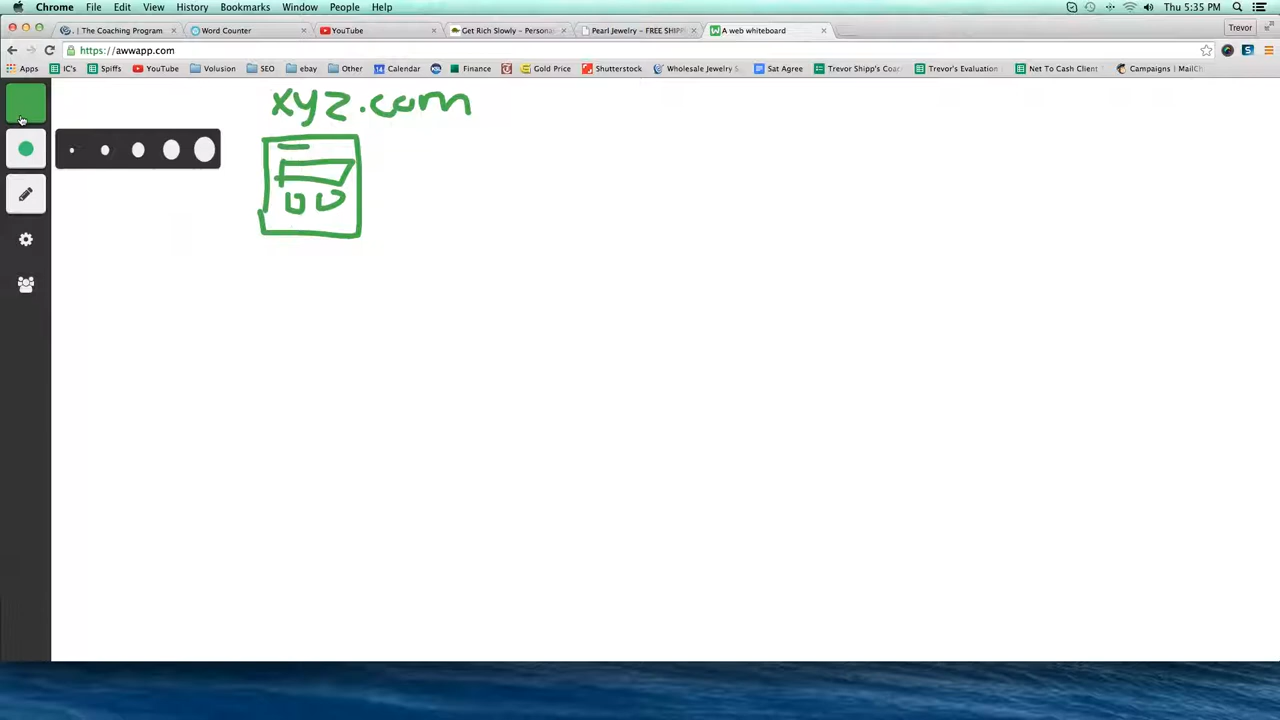 Chrome File Edit View History Bookmarks Window People Help Thu 5:35 PM
. | The Coaching Program Word Counter YouTube Get Rich Slowly – Persona Pearl Jewelry – FREE SHIPP A web whiteboard Trevor
https://awwapp.com
Apps IC's Spiffs YouTube Volusion SEO ebay Other Calendar Finance Gold Price Shutterstock Wholesale Jewelry S Sat Agree Trevor Shipp's Coac Trevor's Evaluation Net To Cash Client Campaigns | MailCh
xyz.com